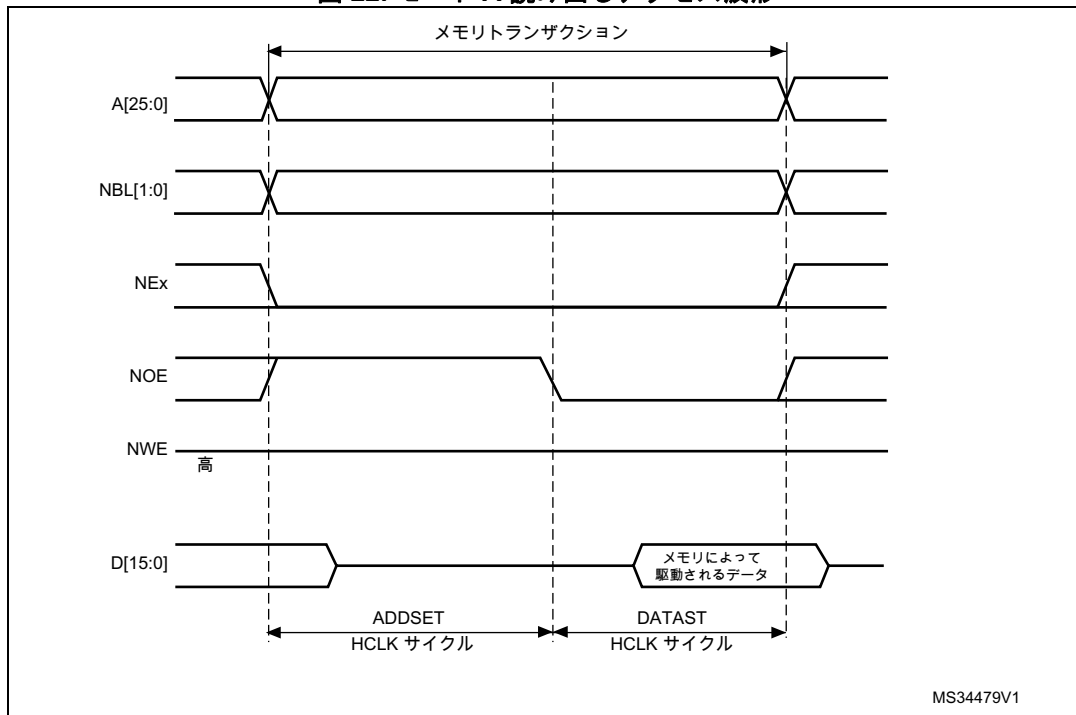 メモリトランザクション
A[25:0]
NBL[1:0]
NEx
NOE
NWE
高
D[15:0]
メモリによって
駆動されるデータ
ADDSET
HCLK サイクル
DATAST
HCLK サイクル
MS34479V1